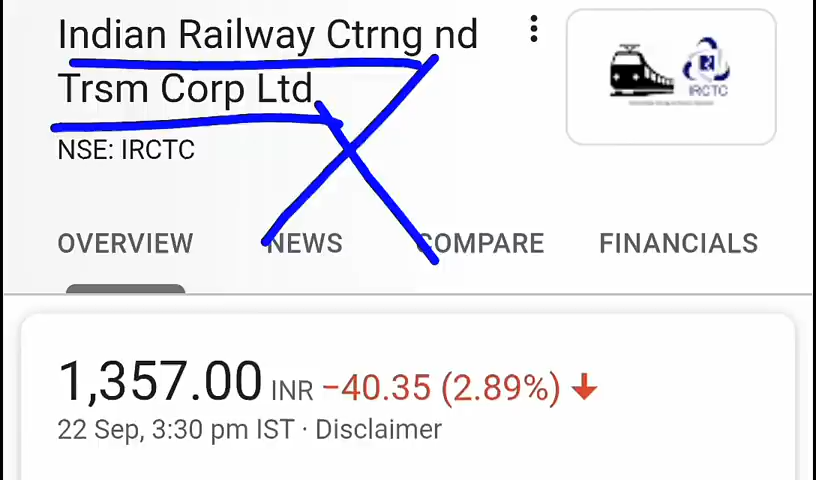 Indian Railway Ctrng nd
Trsm Corp Ltd
NSE: IRCTC
IRCTC
OVERVIEW NEWS COMPARE FINANCIALS
1,357.00 INR −40.35 (2.89%)
22 Sep, 3:30 pm IST · Disclaimer